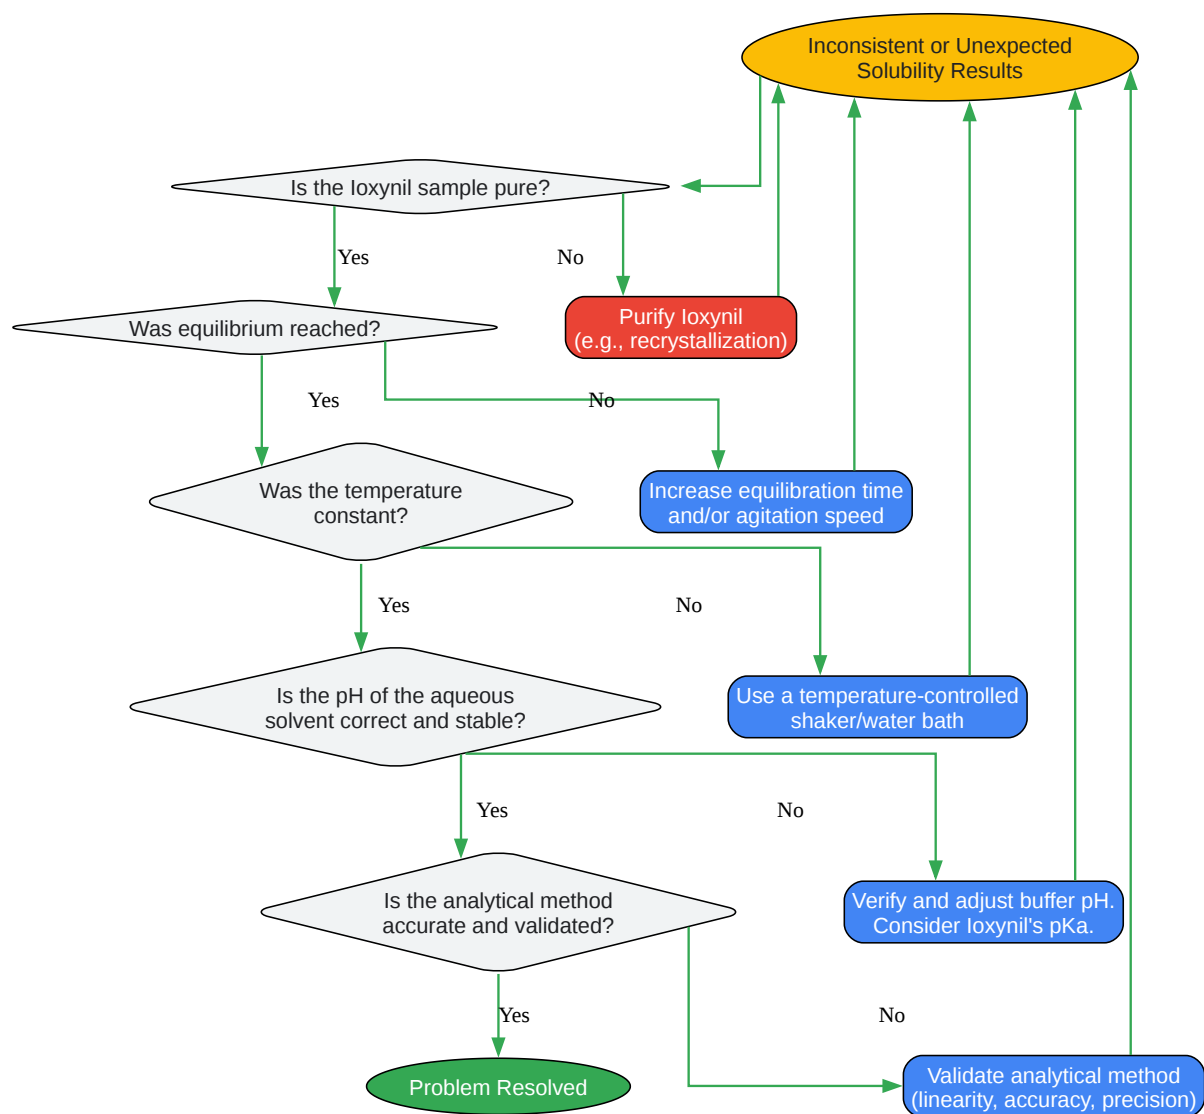 Inconsistent or Unexpected
Solubility Results
Is the Ioxynil sample pure?
Yes
No
Purify Ioxynil
(e.g., recrystallization)
Was equilibrium reached?
Yes
No
Increase equilibration time
and/or agitation speed
Was the temperature
constant?
Yes
No
Use a temperature-controlled
shaker/water bath
Is the pH of the aqueous
solvent correct and stable?
Yes
No
Verify and adjust buffer pH.
Consider Ioxynil's pKa.
Is the analytical method
accurate and validated?
Yes
No
Validate analytical method
(linearity, accuracy, precision)
Problem Resolved